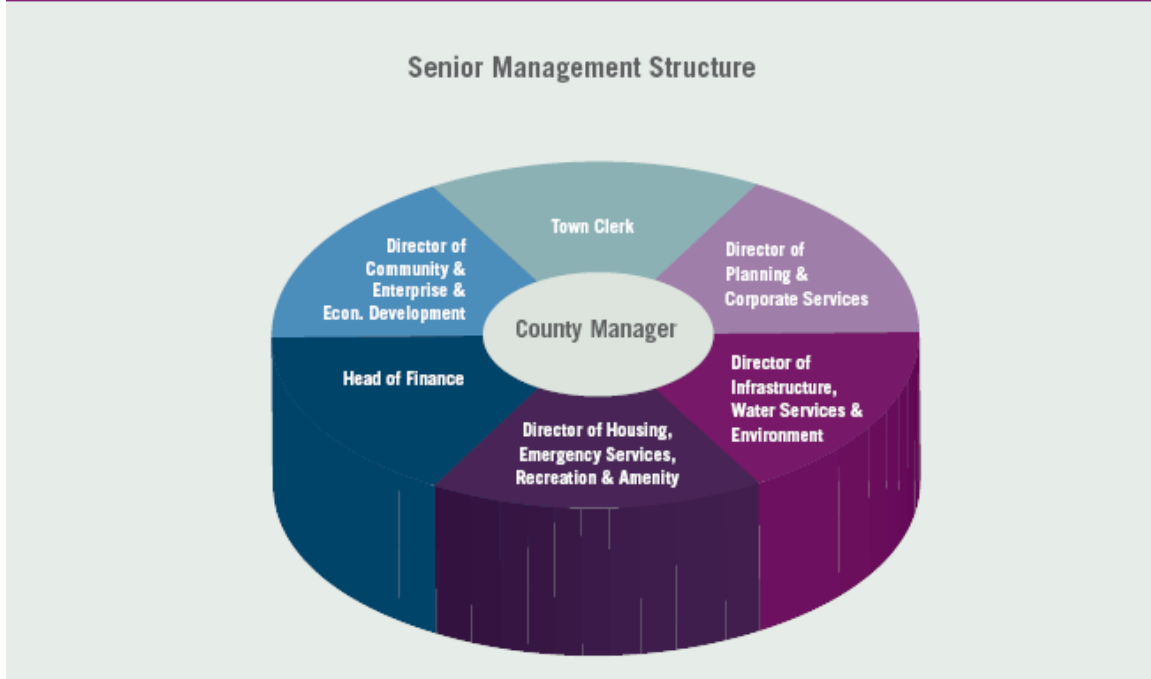 Senior Management Structure
Town Clerk
Director of
Planning &
Corporate Services
Director of
Infrastructure,
Water Services &
Environment
Director of Housing,
Emergency Services,
Recreation & Amenity
Head of Finance
Director of
Community &
Enterprise &
Econ. Development
County Manager